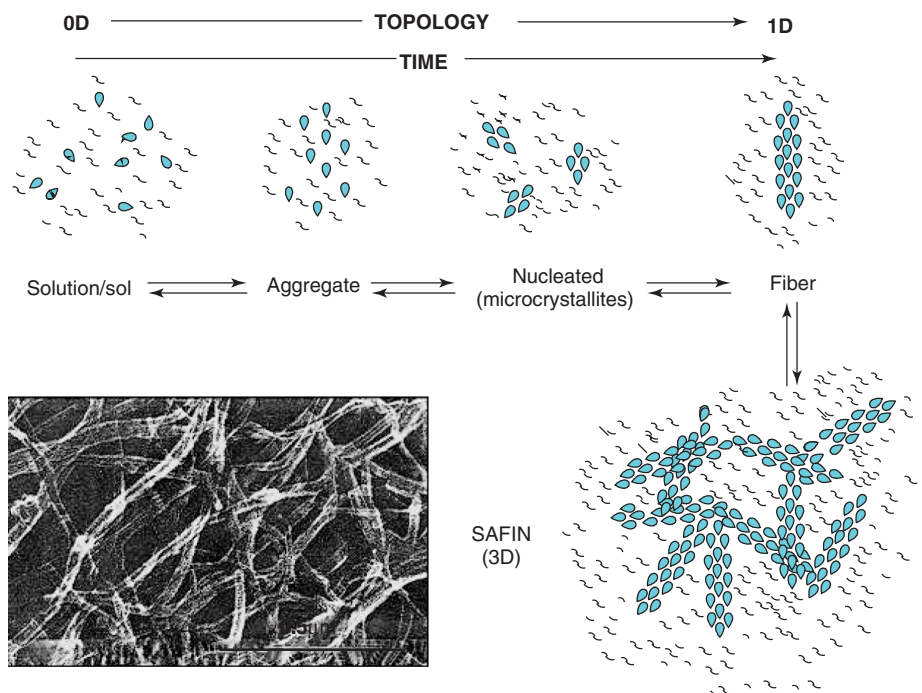 0D
TOPOLOGY
1D
TIME
Solution/sol
Aggregate
Nucleated
(microcrystallites)
Fiber
SAFIN
(3D)